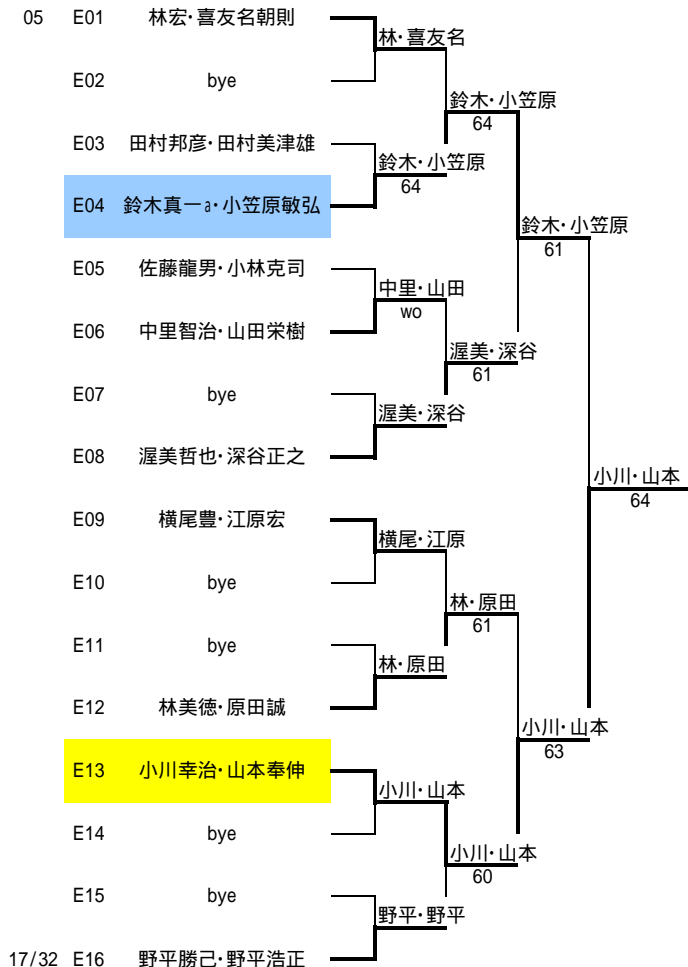 05 E01 林宏・喜友名朝則
林・喜友名
E02 bye
鈴木・小笠原
64
E03 田村邦彦・田村美津雄
鈴木・小笠原
64
E04 鈴木真一a・小笠原敏弘
鈴木・小笠原
61
E05 佐藤龍男・小林克司
中里・山田
wo
E06 中里智治・山田栄樹
渥美・深谷
61
E07 bye
渥美・深谷
E08 渥美哲也・深谷正之
小川・山本
64
E09 横尾豊・江原宏
横尾・江原
E10 bye
林・原田
61
E11 bye
林・原田
E12 林美徳・原田誠
小川・山本
63
E13 小川幸治・山本奉伸
小川・山本
E14 bye
小川・山本
60
E15 bye
野平・野平
17/32 E16 野平勝己・野平浩正